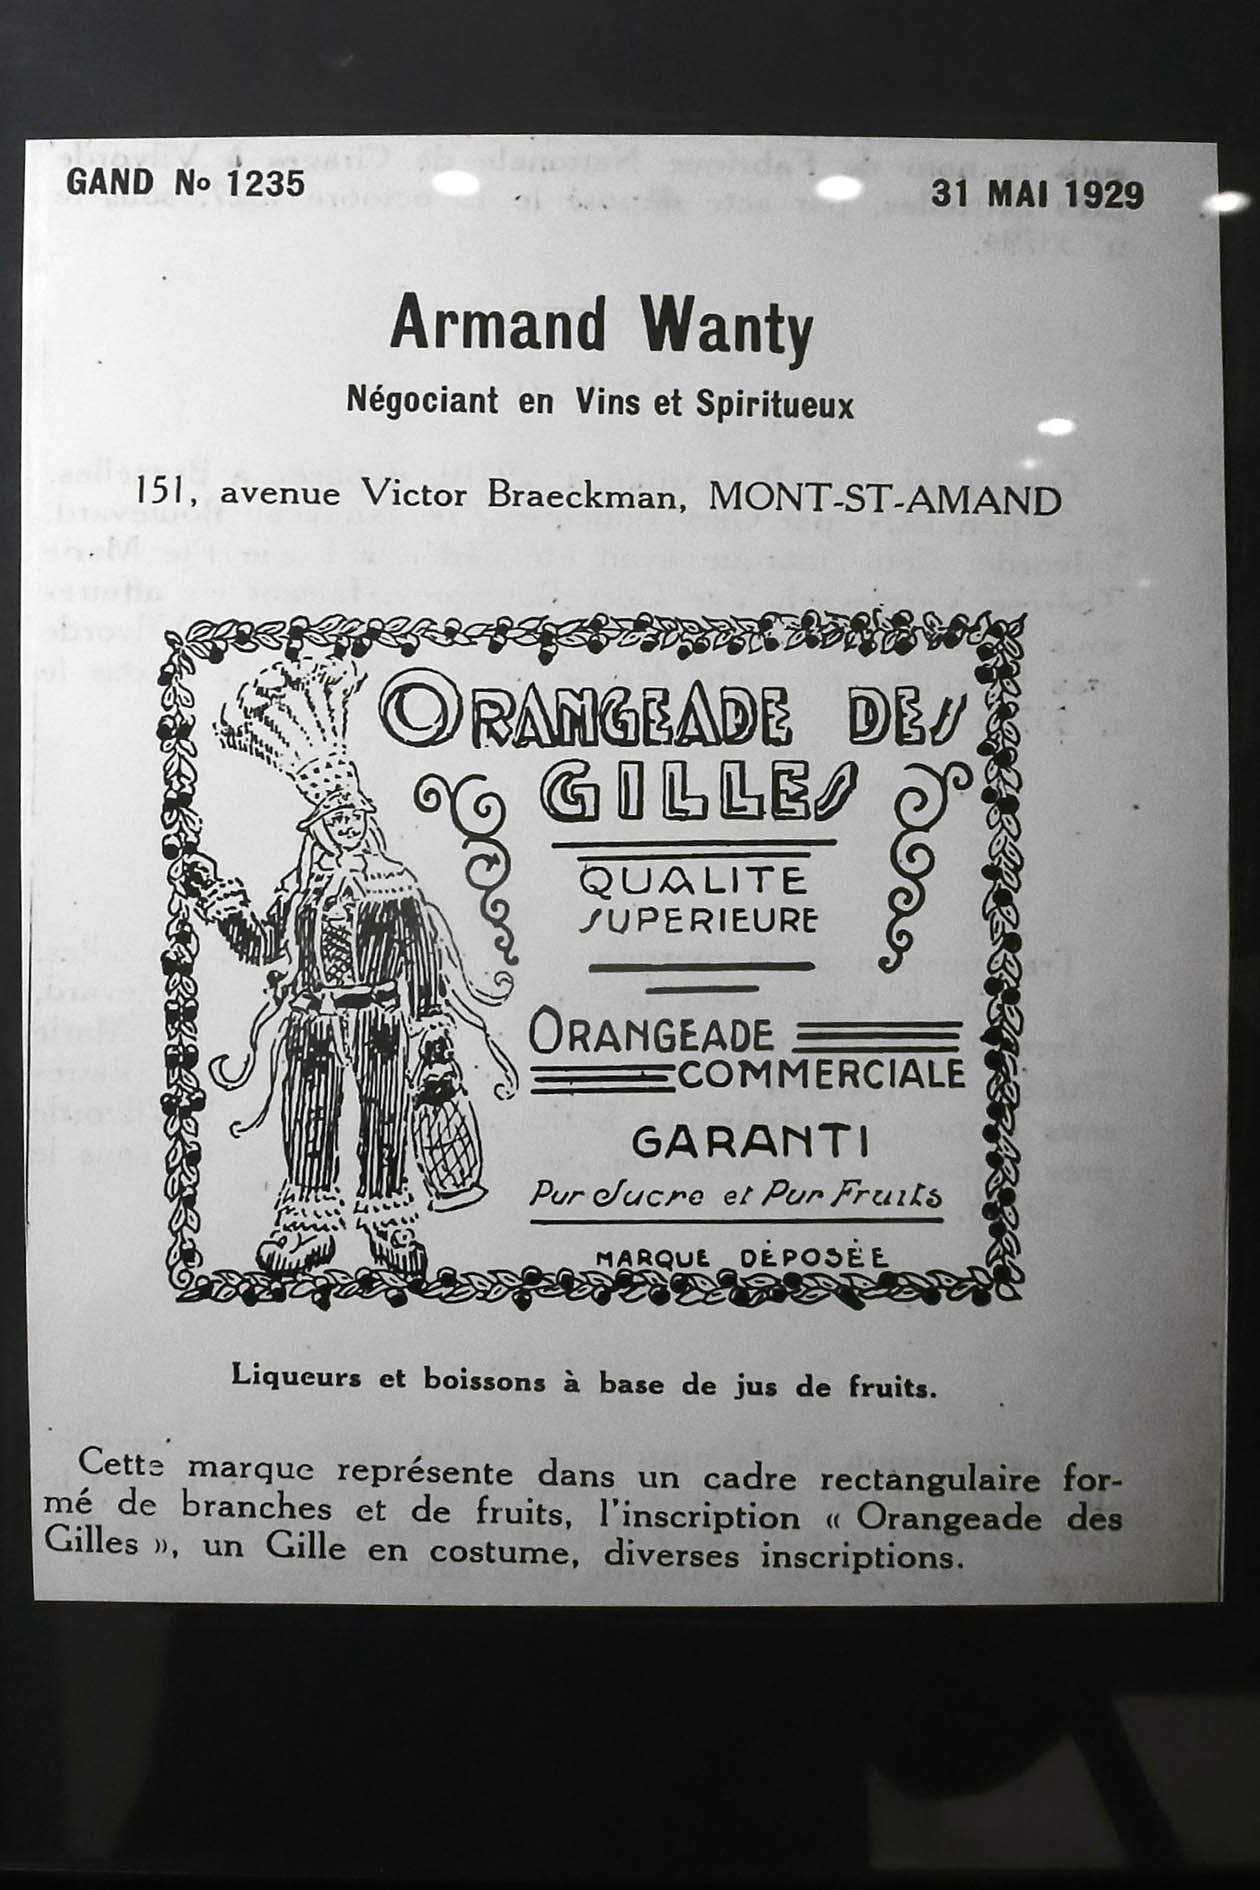 GAND No 1235
31 MAI 1929
Armand Wanty
Négociant en Vins et Spiritueux
151, avenue Victor Braeckman, MONT-ST-AMAND
ORANGEADE DES
GILLES
QUALITE
SUPERIEURE
ORANGEADE
COMMERCIALE
GARANTI
Pur Sucre et Pur Fruits
MARQUE DÉPOSÉE
Liqueurs et boissons à base de jus de fruits.
Cette marque représente dans un cadre rectangulaire for-
mé de branches et de fruits, l'inscription « Orangeade des
Gilles », un Gille en costume, diverses inscriptions.